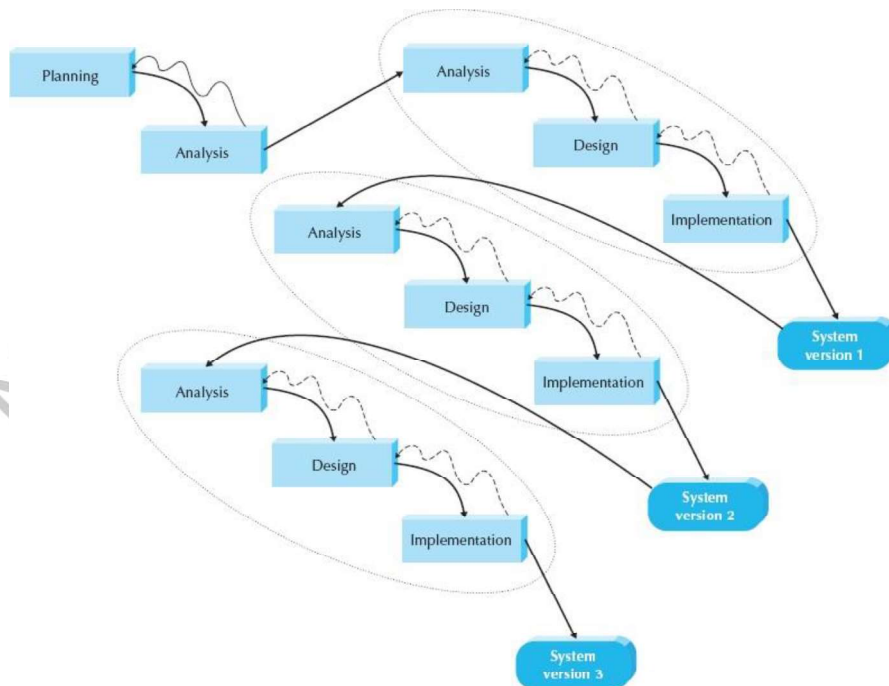 Planning
Analysis
Analysis
Design
Implementation
System
version 1
Analysis
Design
Implementation
System
version 2
Analysis
Design
Implementation
System
version 3